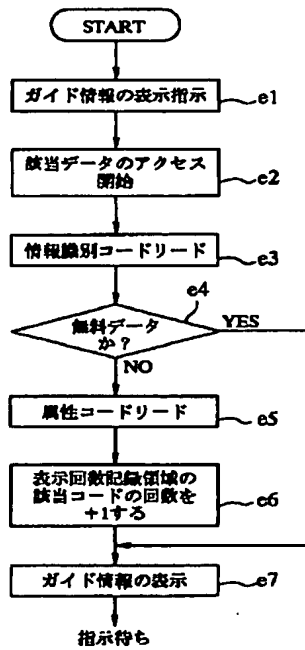 START
ガイド情報の表示指示
e1
該当データのアクセス
開始
e2
情報識別コードリード
e3
e4
無料データ
か?
YES
NO
属性コードリード
e5
表示回数記録領域の
該当コードの回数を
+1する
e6
ガイド情報の表示
e7
指示待ち